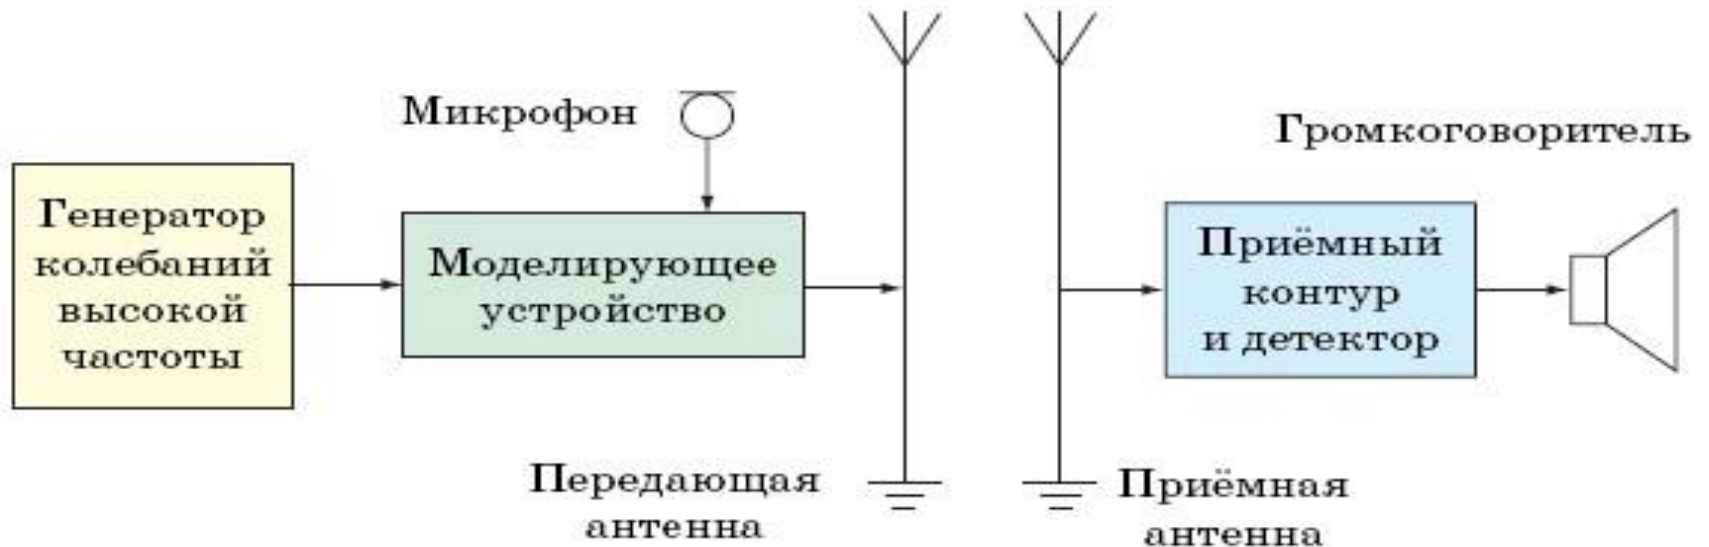 Микрофон
Громкоговоритель
Генератор
колебаний
высокой
частоты
Моделирующее
устройство
Приёмный
контур
и детектор
Передающая
антенна
Приёмная
антенна